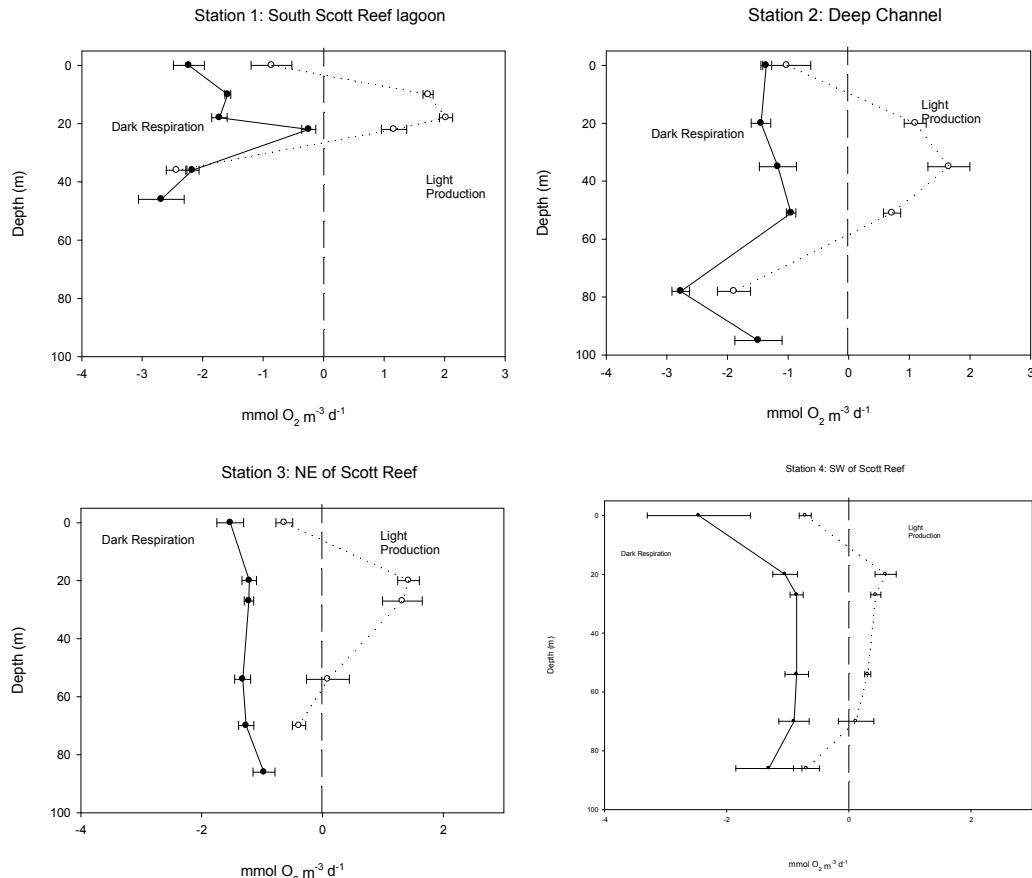 Station 1: South Scott Reef lagoon
0
20
40
60
80
100
Depth (m)
Dark Respiration
Light
Production
-4
-3
-2
-1
0
1
2
3
mmol O2 m-3 d-1
Station 2: Deep Channel
0
20
40
60
80
100
Depth (m)
Dark Respiration
Light
Production
-4
-3
-2
-1
0
1
2
3
mmol O2 m-3 d-1
Station 3: NE of Scott Reef
0
20
40
60
80
100
Depth (m)
Dark Respiration
Light
Production
-4
-2
0
2
mmol O2 m-3 d-1
Station 4: SW of Scott Reef
0
20
40
60
80
100
Depth (m)
Dark Respiration
Light
Production
-4
-2
0
2
mmol O2 m-3 d-1